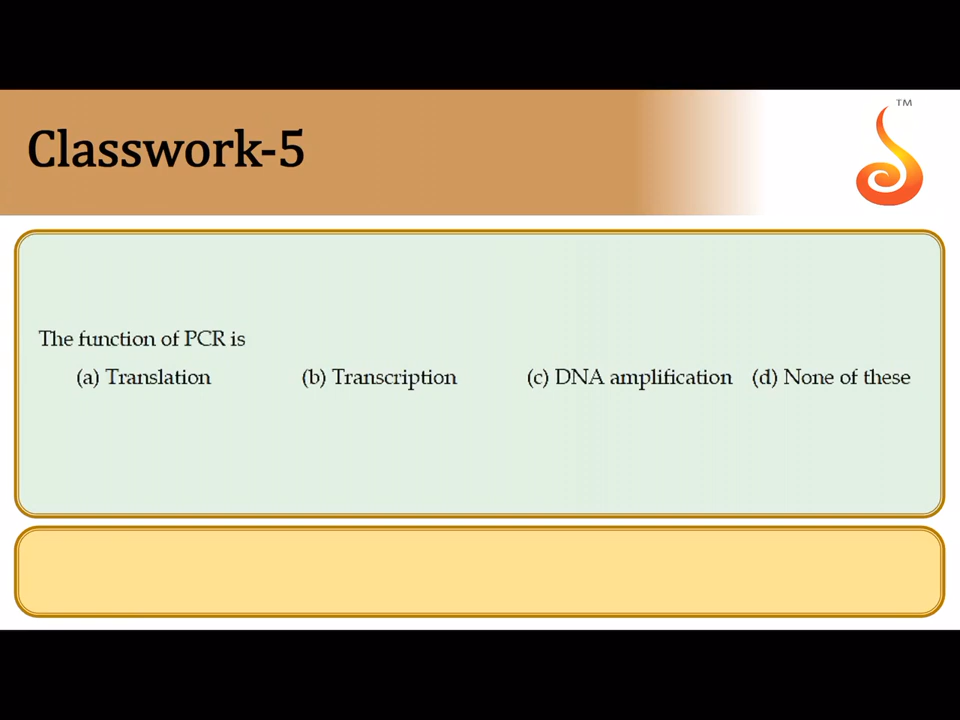 Classwork-5
TM
The function of PCR is
(a) Translation (b) Transcription (c) DNA amplification (d) None of these